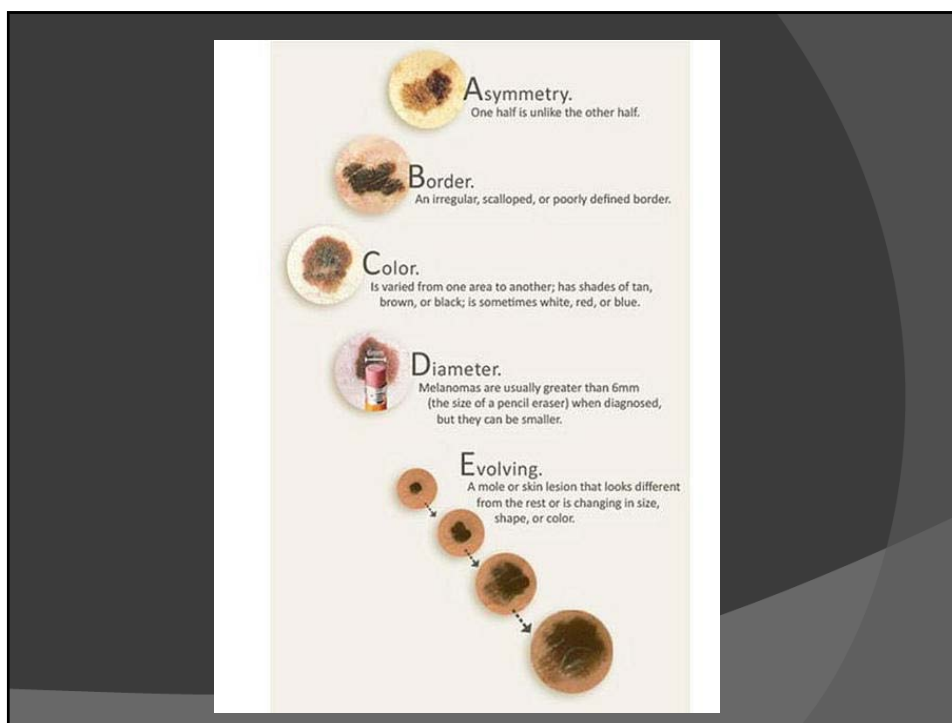 Asymmetry.
One half is unlike the other half.
Border.
An irregular, scalloped, or poorly defined border.
Color.
Is varied from one area to another; has shades of tan,
brown, or black; is sometimes white, red, or blue.
6mm
Diameter.
Melanomas are usually greater than 6mm
(the size of a pencil eraser) when diagnosed,
but they can be smaller.
Evolving.
A mole or skin lesion that looks different
from the rest or is changing in size,
shape, or color.